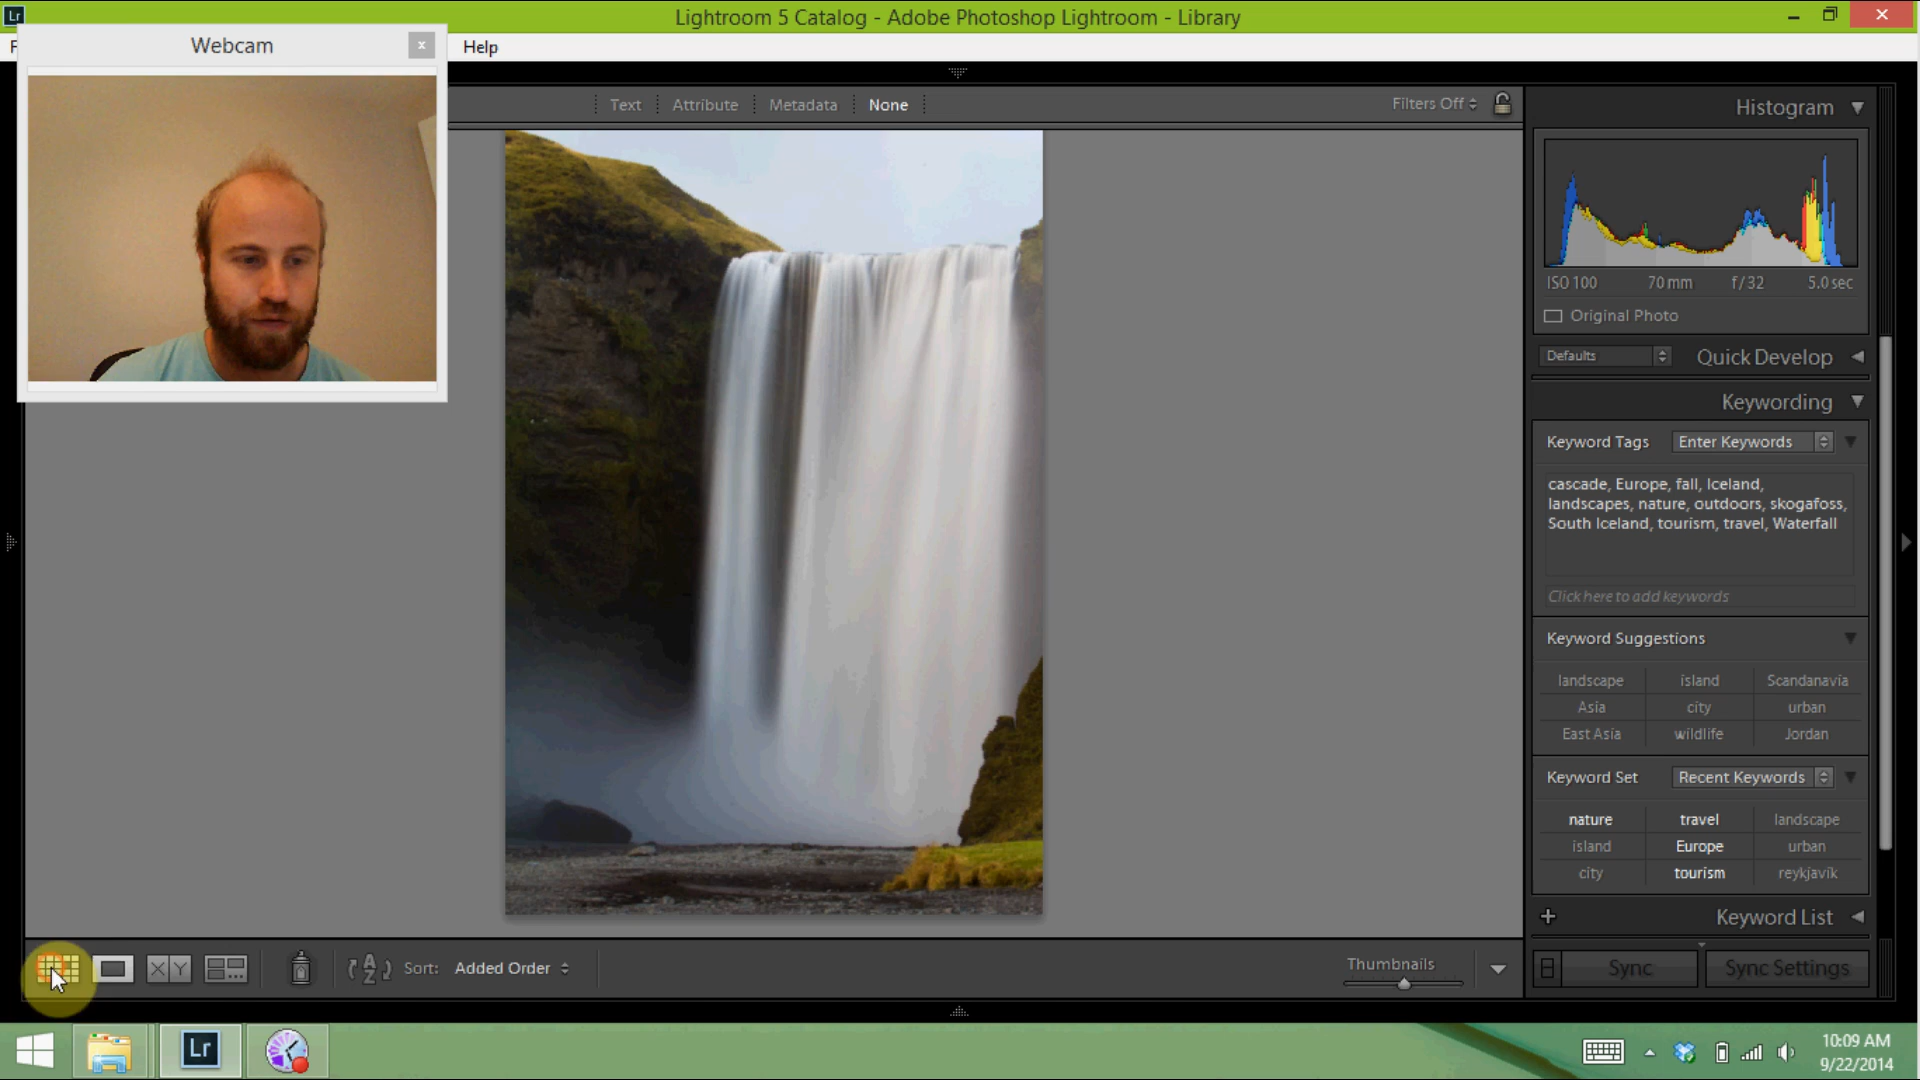 Lr
Lightroom 5 Catalog - Adobe Photoshop Lightroom - Library
F
Webcam
x
Help
Text
Attribute
Metadata
None
Filters Off
Histogram
ISO 100 70 mm f/32 5.0 sec
Original Photo
Defaults
Quick Develop
Keywording
Keyword Tags
Enter Keywords
cascade, Europe, fall, Iceland,
landscapes, nature, outdoors, skogafoss,
South Iceland, tourism, travel, Waterfall
Click here to add keywords
Keyword Suggestions
landscape island Scandanavia
Asia city urban
East Asia wildlife Jordan
Keyword Set
Recent Keywords
nature travel landscape
island Europe urban
city tourism reykjavik
Keyword List
X Y
A
Z
Sort: Added Order
Thumbnails
Sync
Sync Settings
Lr
10:09 AM
9/22/2014